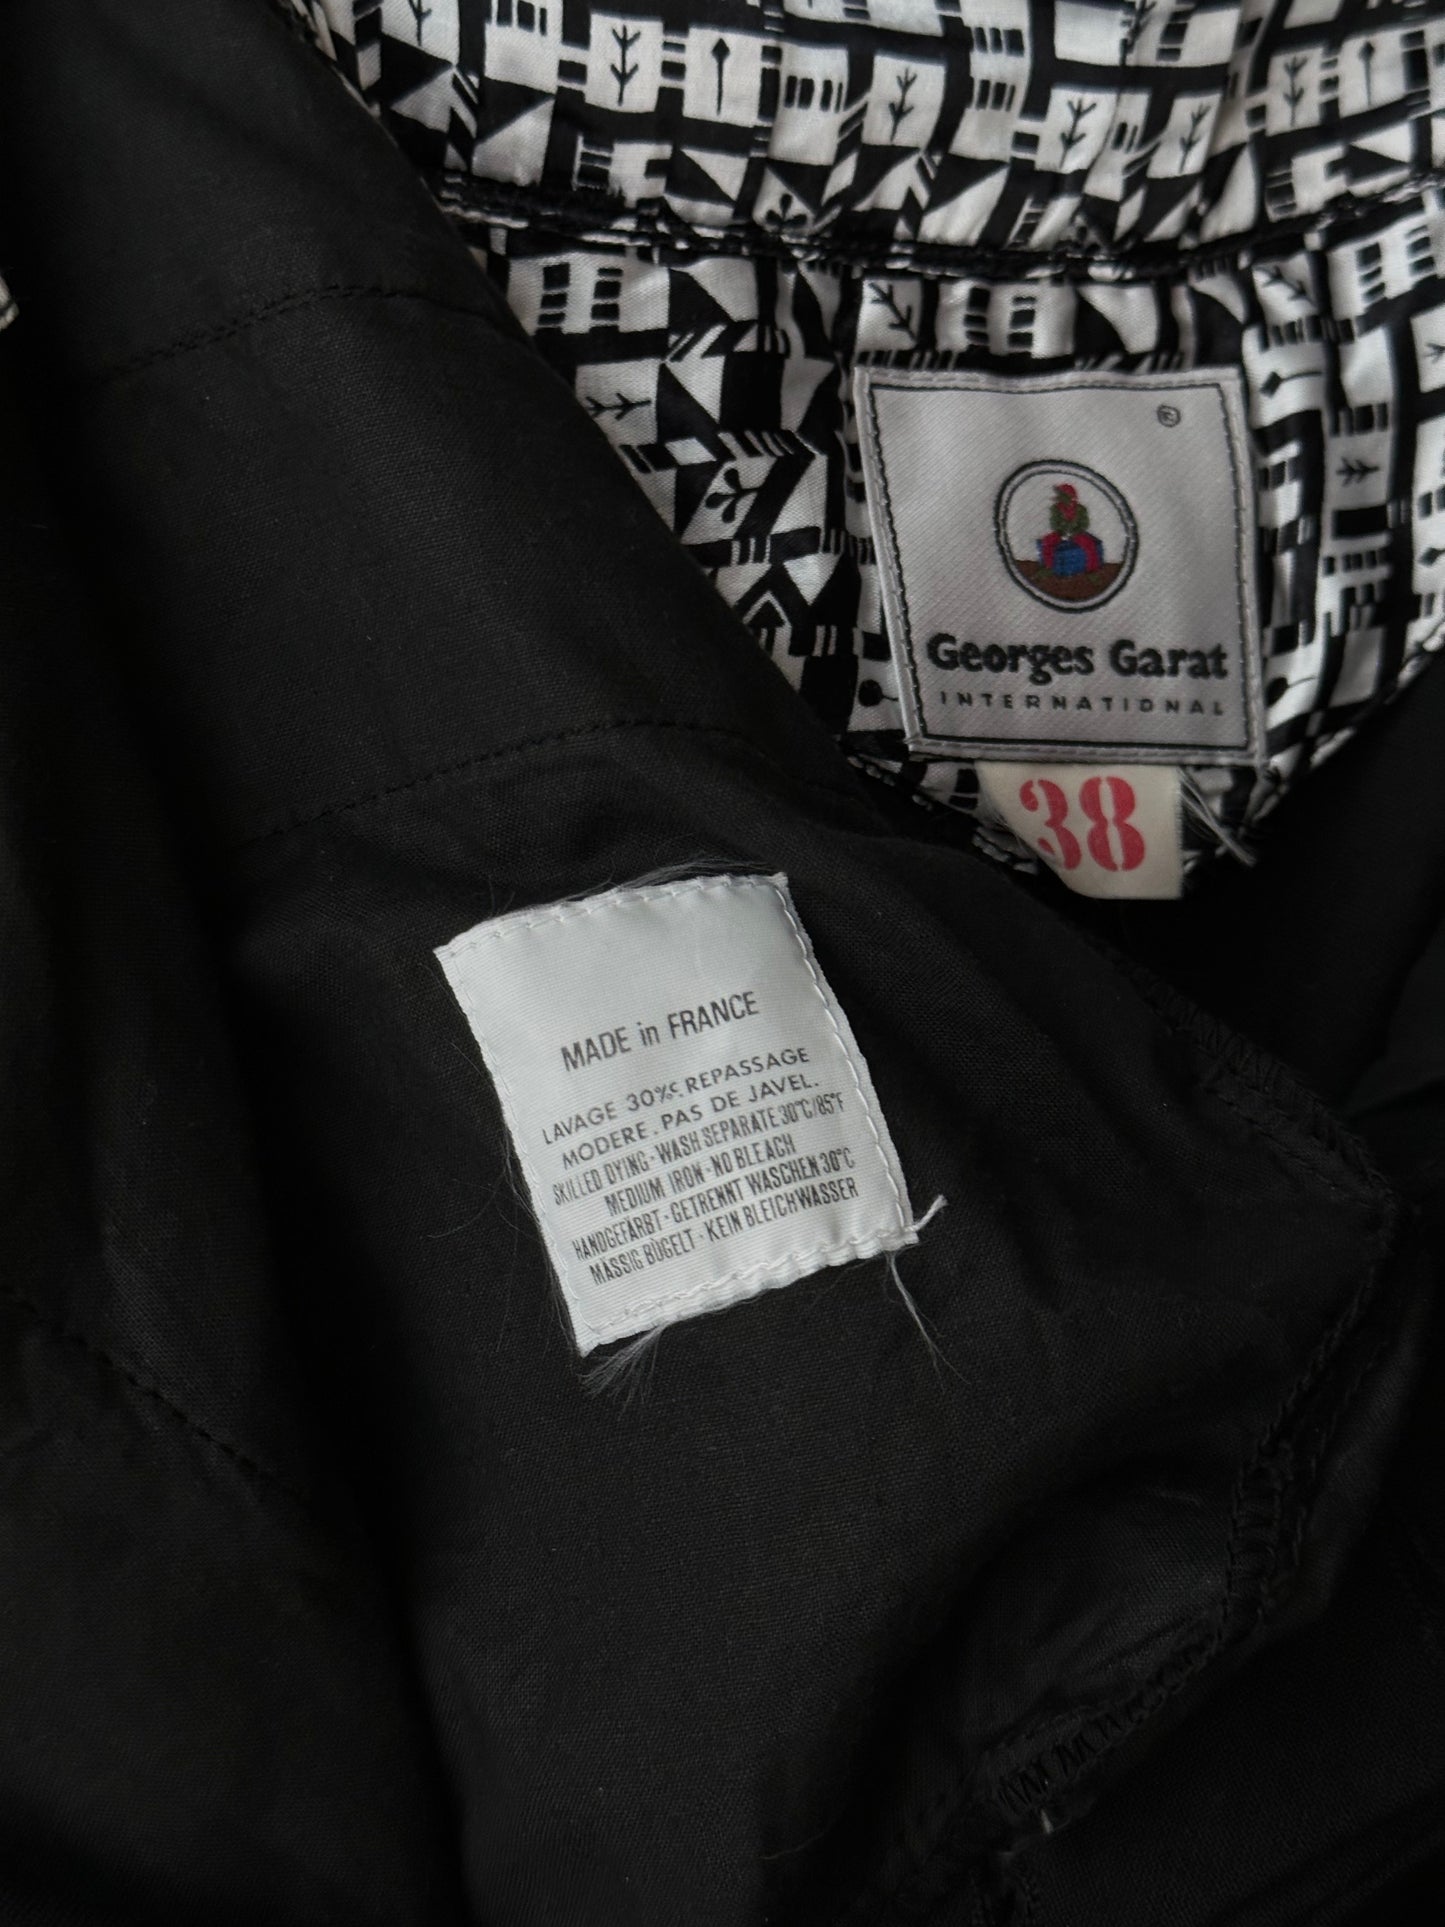 ®
Georges Garat
INTERNATIONAL
38
MADE in FRANCE
LAVAGE 30%c. REPASSAGE
MODERE. PAS DE JAVEL.
SKILLED DYING - WASH SEPARATE 30°C/85°F
MEDIUM IRON - NO BLEACH
HANDGEFÄRBT - GETRENNT WASCHEN 30°C
MÄSSIG BÜGELT - KEIN BLEICHWASSER